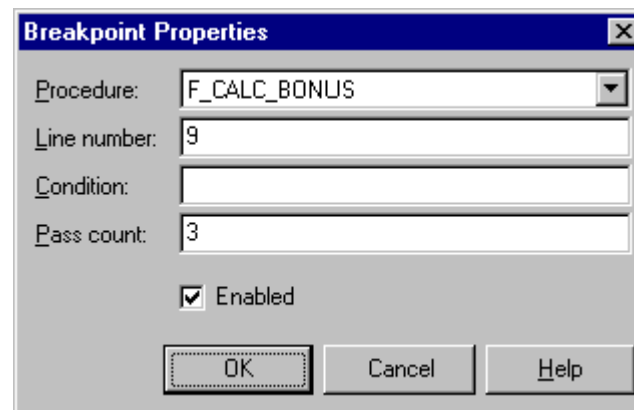 Breakpoint Properties
Procedure: F_CALC_BONUS
Line number: 9
Condition:
Pass count: 3
Enabled
OK Cancel Help